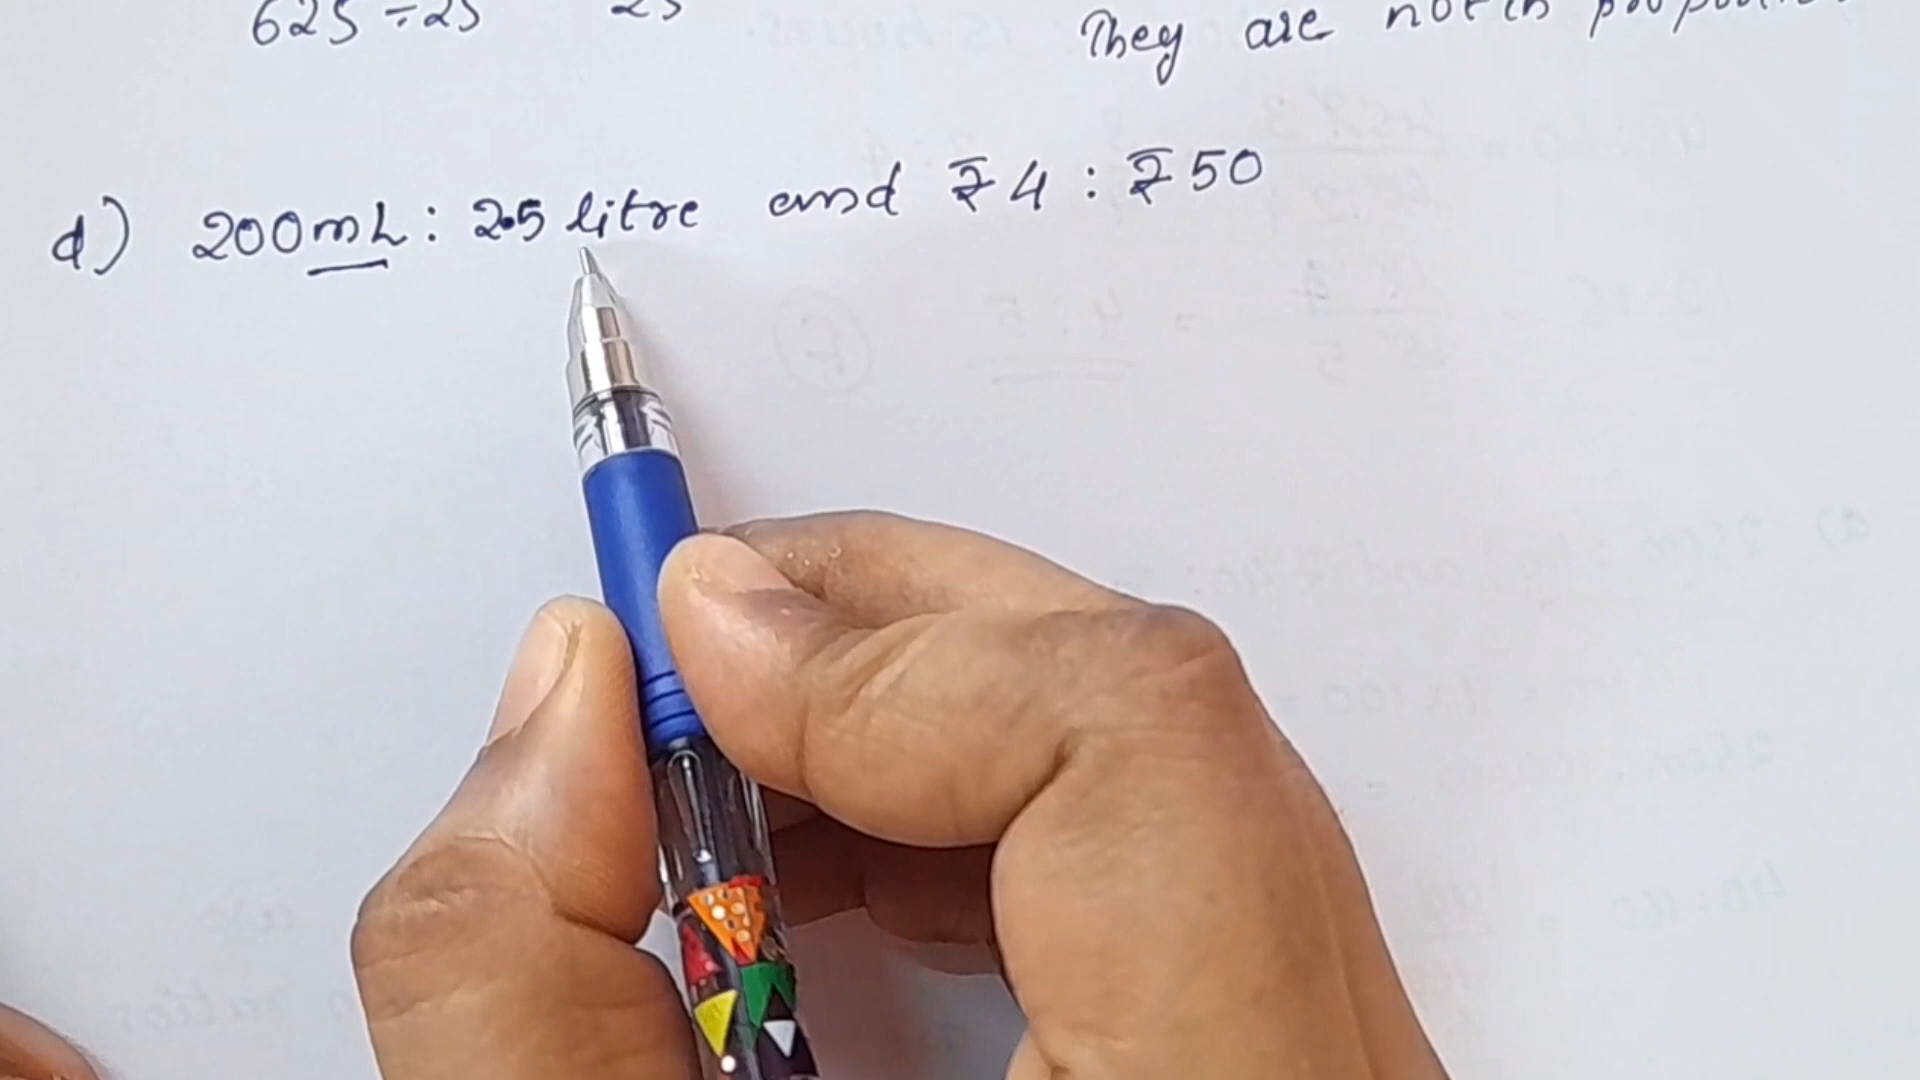 625 ÷ 25 25 They are not in
d) 200mL : 2.5 litre and ₹4 : ₹50